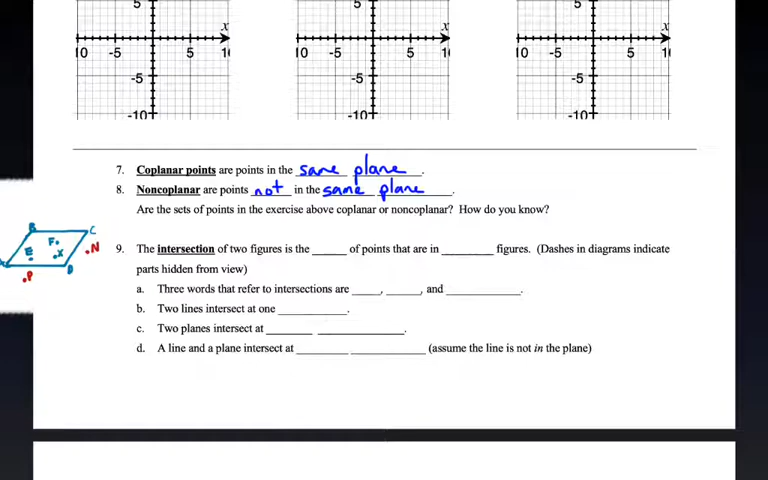 5 5 5
x x x
10 -5 5 10 -5 5 1 10 -5 5 10
-5 -5 -5
-10 -10 -10
7. Coplanar points are points in the same plane.
8. Noncoplanar are points not in the same plane.
Are the sets of points in the exercise above coplanar or noncoplanar? How do you know?
B C
F
E X N
D
P
9. The intersection of two figures is the ______ of points that are in _________ figures. (Dashes in diagrams indicate
parts hidden from view)
a. Three words that refer to intersections are _____, ______, and _____________.
b. Two lines intersect at one ____________.
c. Two planes intersect at ________ ______________.
d. A line and a plane intersect at _________ _____________ (assume the line is not in the plane)